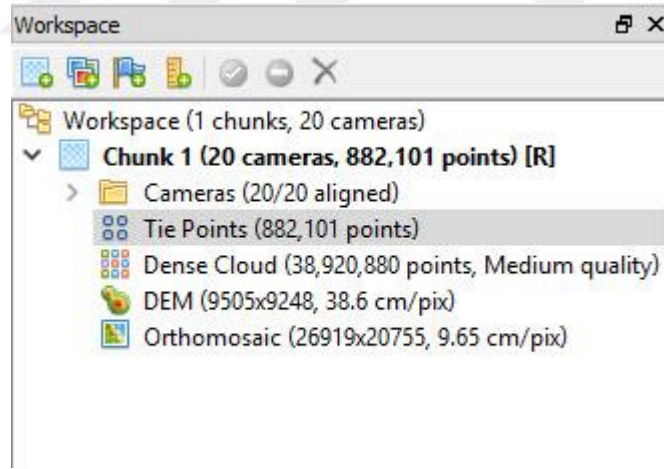 Workspace
Workspace (1 chunks, 20 cameras)
Chunk 1 (20 cameras, 882,101 points) [R]
Cameras (20/20 aligned)
Tie Points (882,101 points)
Dense Cloud (38,920,880 points, Medium quality)
DEM (9505x9248, 38.6 cm/pix)
Orthomosaic (26919x20755, 9.65 cm/pix)